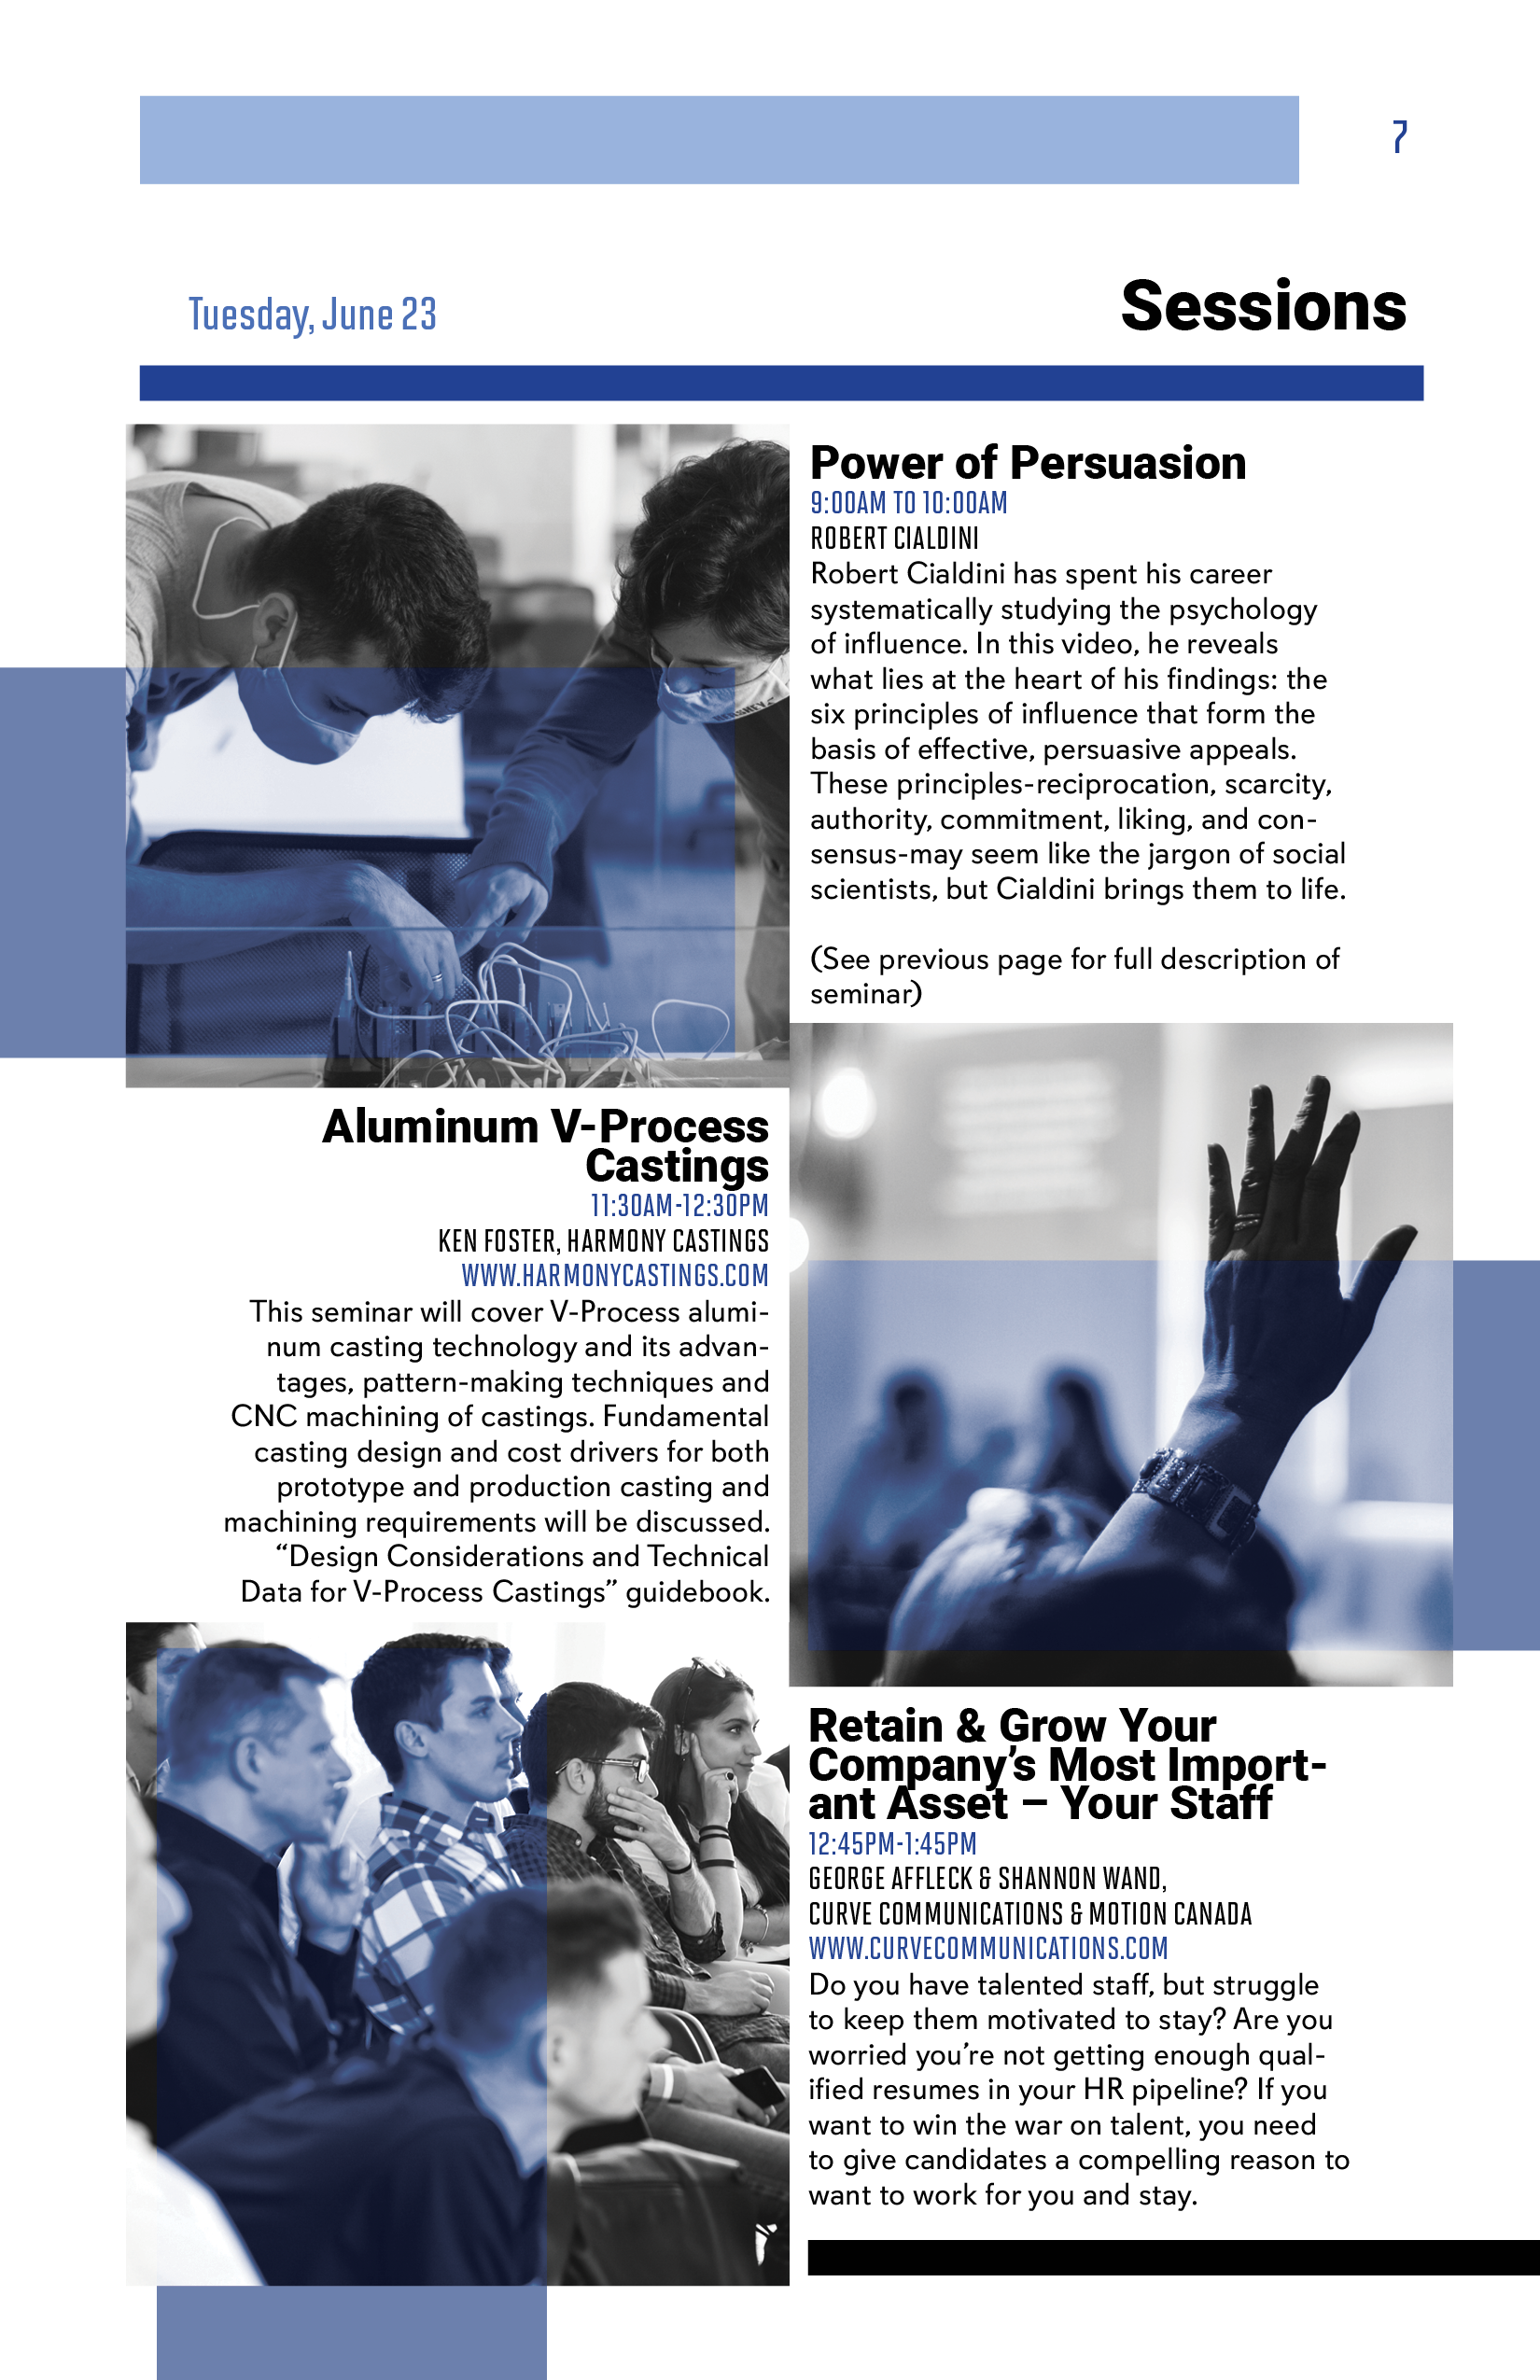 7
Tuesday, June 23
Sessions
Power of Persuasion
9:00AM TO 10:00AM
ROBERT CIALDINI
Robert Cialdini has spent his career
systematically studying the psychology
of influence. In this video, he reveals
what lies at the heart of his findings: the
six principles of influence that form the
basis of effective, persuasive appeals.
These principles-reciprocation, scarcity,
authority, commitment, liking, and con-
sensus-may seem like the jargon of social
scientists, but Cialdini brings them to life.
(See previous page for full description of
seminar)
Aluminum V-Process
Castings
11:30AM-12:30PM
KEN FOSTER, HARMONY CASTINGS
WWW.HARMONYCASTINGS.COM
This seminar will cover V-Process alumi-
num casting technology and its advan-
tages, pattern-making techniques and
CNC machining of castings. Fundamental
casting design and cost drivers for both
prototype and production casting and
machining requirements will be discussed.
“Design Considerations and Technical
Data for V-Process Castings” guidebook.
Retain & Grow Your
Company’s Most Import-
ant Asset – Your Staff
12:45PM-1:45PM
GEORGE AFFLECK & SHANNON WAND,
CURVE COMMUNICATIONS & MOTION CANADA
WWW.CURVECOMMUNICATIONS.COM
Do you have talented staff, but struggle
to keep them motivated to stay? Are you
worried you’re not getting enough qual-
ified resumes in your HR pipeline? If you
want to win the war on talent, you need
to give candidates a compelling reason to
want to work for you and stay.